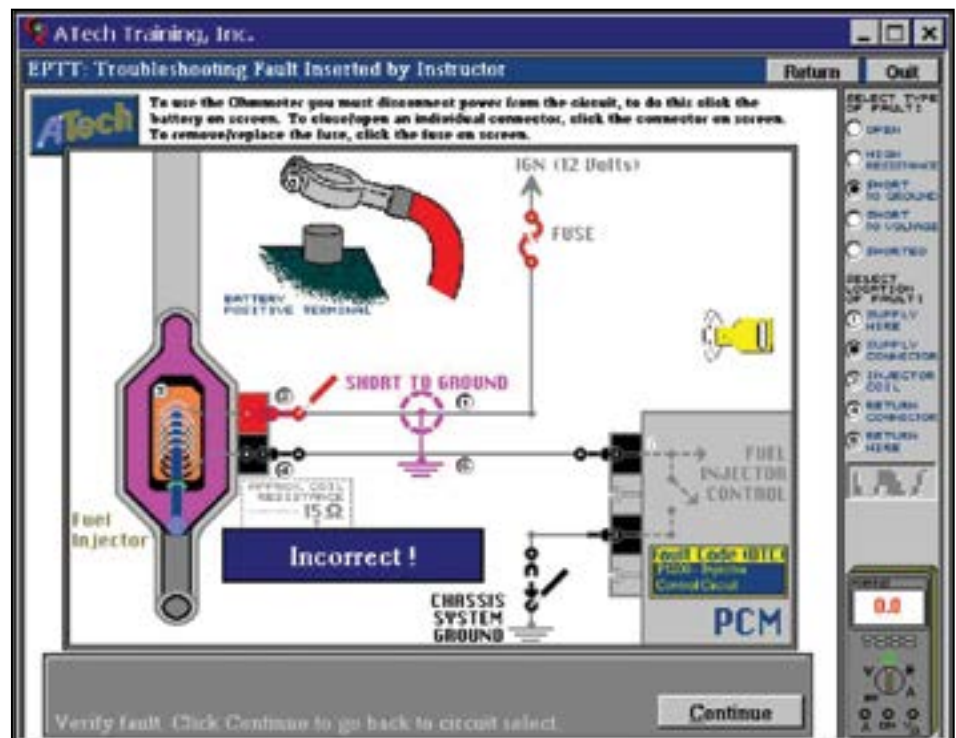 ATech Training, Inc.
EPTT: Troubleshooting Fault Inserted by Instructor
Return
Quit
ATech
To use the Ohmmeter you must disconnect power from the circuit, to do this click the
battery on screen. To close/open an individual connector, click the connector on screen.
To remove/replace the fuse, click the fuse on screen.
SELECT TYPE
OF FAULT:
OPEN
HIGH
RESISTANCE
SHORT
TO GROUND
SHORT
TO VOLTAGE
SHORTED
SELECT
LOCATION
OF FAULT:
1 SUPPLY
WIRE
SUPPLY
CONNECTOR
INJECTOR
COIL
RETURN
CONNECTOR
RETURN
WIRE
IGN (12 Volts)
FUSE
BATTERY
POSITIVE TERMINAL
SHORT TO GROUND
APPROX. COIL
RESISTANCE
15 Ω
Fuel
Injector
Incorrect !
FUEL
INJECTOR
CONTROL
Fault Code (DTC)
Control Circuit
PCM
CHASSIS
SYSTEM
GROUND
0.0
Verify fault. Click Continue to go back to circuit select.
Continue